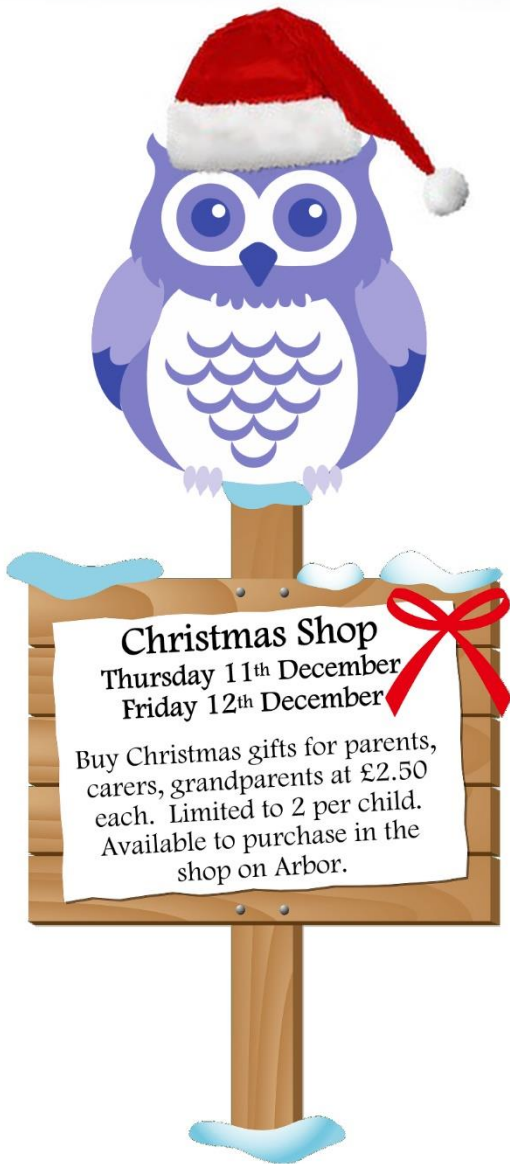 Christmas Shop
Thursday 11th December
Friday 12th December
Buy Christmas gifts for parents,
carers, grandparents at £2.50
each.  Limited to 2 per child.
Available to purchase in the
shop on Arbor.